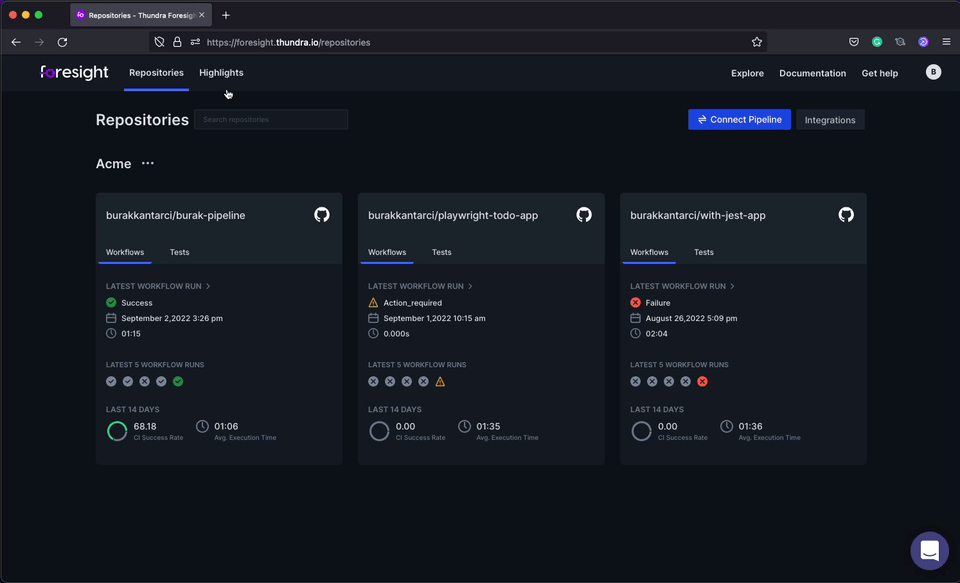 Repositories – Thundra Foresigh
https://foresight.thundra.io/repositories
foresight
Repositories
Highlights
Explore
Documentation
Get help
B
Repositories
Search repositories
Connect Pipeline
Integrations
Acme
burakkantarci/burak-pipeline
Workflows
Tests
LATEST WORKFLOW RUN
Success
September 2,2022 3:26 pm
01:15
LATEST 5 WORKFLOW RUNS
LAST 14 DAYS
68.18
CI Success Rate
01:06
Avg. Execution Time
burakkantarci/playwright-todo-app
Workflows
Tests
LATEST WORKFLOW RUN
Action_required
September 1,2022 10:15 am
0.000s
LATEST 5 WORKFLOW RUNS
LAST 14 DAYS
0.00
CI Success Rate
01:35
Avg. Execution Time
burakkantarci/with-jest-app
Workflows
Tests
LATEST WORKFLOW RUN
Failure
August 26,2022 5:09 pm
02:04
LATEST 5 WORKFLOW RUNS
LAST 14 DAYS
0.00
CI Success Rate
01:36
Avg. Execution Time